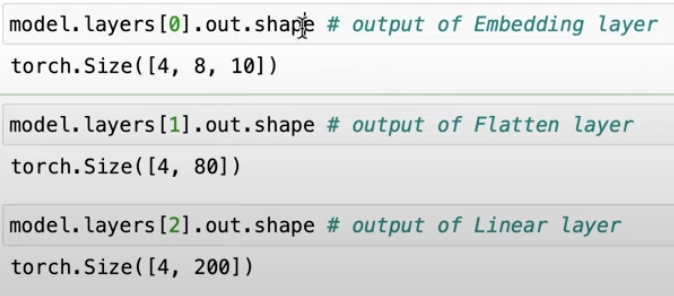 model.layers[0].out.shape # output of Embedding layer
torch.Size([4, 8, 10])
model.layers[1].out.shape # output of Flatten layer
torch.Size([4, 80])
model.layers[2].out.shape # output of Linear layer
torch.Size([4, 200])